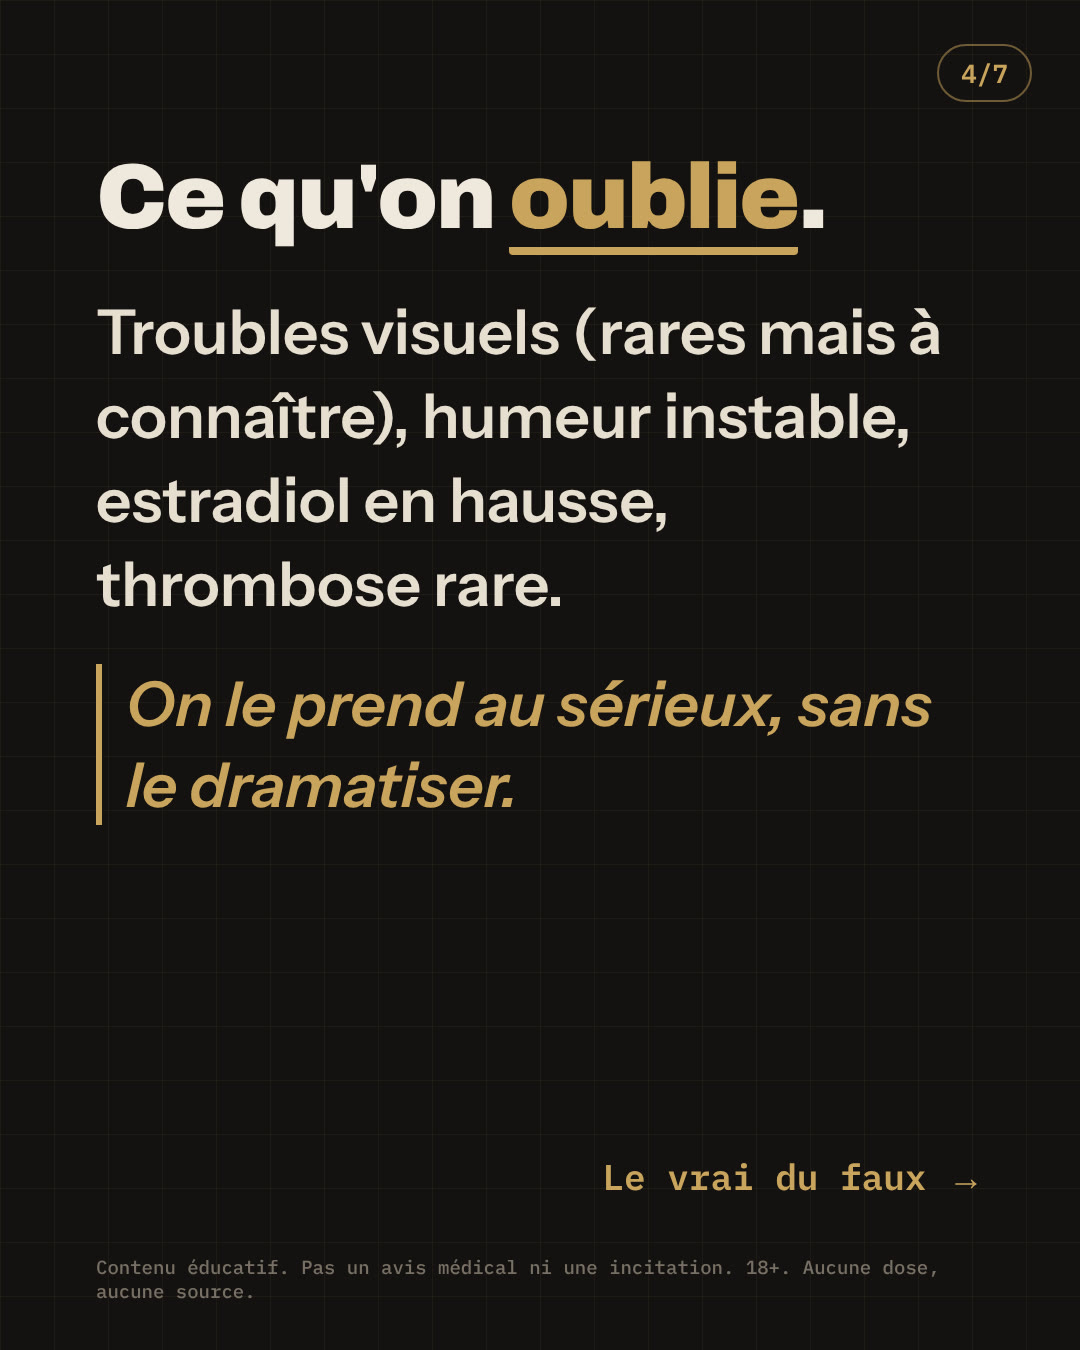 4/7
Ce qu'on oublie.
Troubles visuels (rares mais à
connaître), humeur instable,
estradiol en hausse,
thrombose rare.
On le prend au sérieux, sans
le dramatiser.
Le vrai du faux →
Contenu éducatif. Pas un avis médical ni une incitation. 18+. Aucune dose,
aucune source.